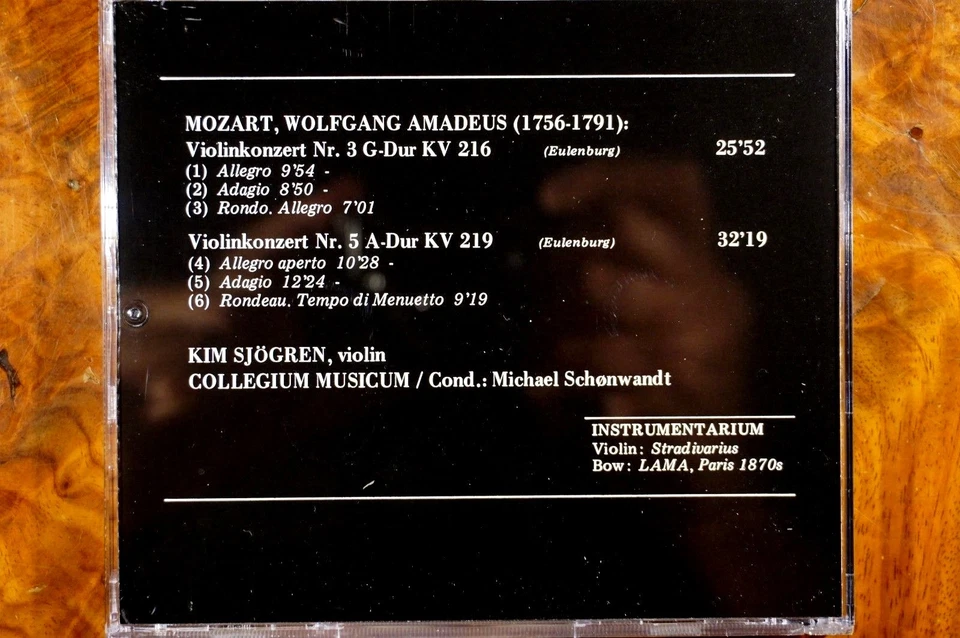 MOZART, WOLFGANG AMADEUS (1756-1791):
Violinkonzert Nr. 3 G-Dur KV 216 (Eulenburg) 25'52
(1) Allegro 9'54 -
(2) Adagio 8'50 -
(3) Rondo. Allegro 7'01
Violinkonzert Nr. 5 A-Dur KV 219 (Eulenburg) 32'19
(4) Allegro aperto 10'28 -
(5) Adagio 12'24 -
(6) Rondeau. Tempo di Menuetto 9'19
KIM SJÖGREN, violin
COLLEGIUM MUSICUM / Cond.: Michael Schønwandt
INSTRUMENTARIUM
Violin: Stradivarius
Bow: LAMA, Paris 1870s